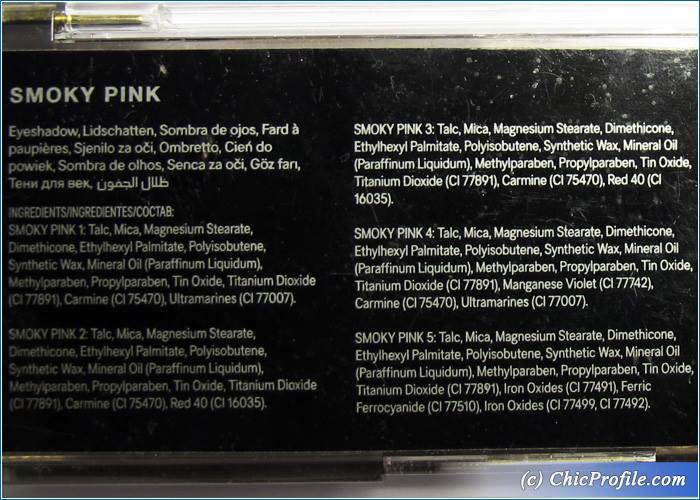 SMOKY PINK
Eyeshadow, Lidschatten, Sombra de ojos, Fard à
paupières, Sjenilo za oči, Ombretto, Cień do
powiek, Sombra de olhos, Senca za oči, Göz farı,
Тени для век, ظلال الجفون
INGREDIENTS/INGREDIENTES/СОСТАВ:
SMOKY PINK 1: Talc, Mica, Magnesium Stearate,
Dimethicone, Ethylhexyl Palmitate, Polyisobutene,
Synthetic Wax, Mineral Oil (Paraffinum Liquidum),
Methylparaben, Propylparaben, Tin Oxide, Titanium Dioxide
(CI 77891), Carmine (CI 75470), Ultramarines (CI 77007).
SMOKY PINK 2: Talc, Mica, Magnesium Stearate,
Dimethicone, Ethylhexyl Palmitate, Polyisobutene,
Synthetic Wax, Mineral Oil (Paraffinum Liquidum),
Methylparaben, Propylparaben, Tin Oxide, Titanium Dioxide
(CI 77891), Carmine (CI 75470), Red 40 (CI 16035).
SMOKY PINK 3: Talc, Mica, Magnesium Stearate, Dimethicone,
Ethylhexyl Palmitate, Polyisobutene, Synthetic Wax, Mineral Oil
(Paraffinum Liquidum), Methylparaben, Propylparaben, Tin Oxide,
Titanium Dioxide (CI 77891), Carmine (CI 75470), Red 40 (CI
16035).
SMOKY PINK 4: Talc, Mica, Magnesium Stearate, Dimethicone,
Ethylhexyl Palmitate, Polyisobutene, Synthetic Wax, Mineral Oil
(Paraffinum Liquidum), Methylparaben, Propylparaben, Tin Oxide,
Titanium Dioxide (CI 77891), Manganese Violet (CI 77742),
Carmine (CI 75470), Ultramarines (CI 77007).
SMOKY PINK 5: Talc, Mica, Magnesium Stearate, Dimethicone,
Ethylhexyl Palmitate, Polyisobutene, Synthetic Wax, Mineral Oil
(Paraffinum Liquidum), Methylparaben, Propylparaben, Tin Oxide,
Titanium Dioxide (CI 77891), Iron Oxides (CI 77491), Ferric
Ferrocyanide (CI 77510), Iron Oxides (CI 77499, CI 77492).
(c) ChicProfile.com